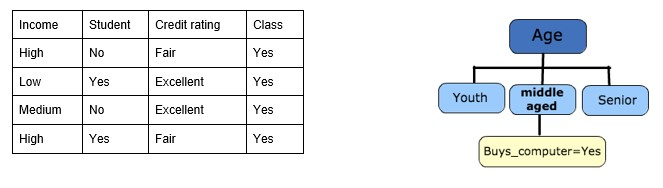 Income Student Credit rating Class
High No Fair Yes
Low Yes Excellent Yes
Medium No Excellent Yes
High Yes Fair Yes
Age
Youth
middle
aged
Senior
Buys_computer=Yes